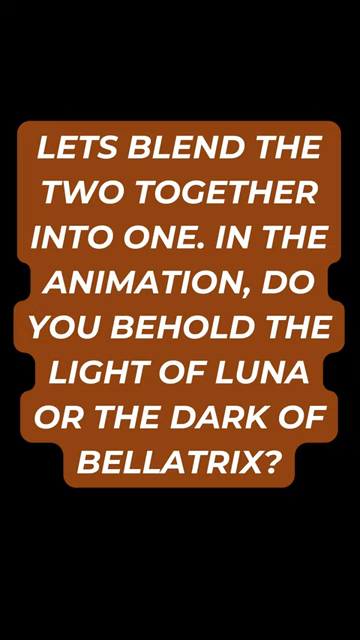 LETS BLEND THE
TWO TOGETHER
INTO ONE. IN THE
ANIMATION, DO
YOU BEHOLD THE
LIGHT OF LUNA
OR THE DARK OF
BELLATRIX?